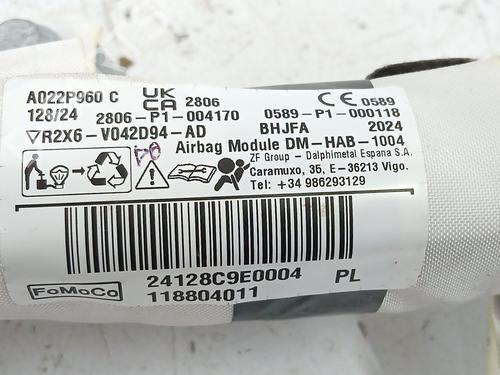 A022P960 C UK CA 2806 CE 0589
128/24 2806-P1-004170 0589-P1-000118
▽R2X6-V042D94-AD BHJFA 2024
Airbag Module DM-HAB-1004
ZF Group - Dalphimetal Espana S.A.
Caramuxo, 35, E-36213 Vigo.
Tel: +34 986293129
24128C9E0004 PL
FoMoCo 118804011